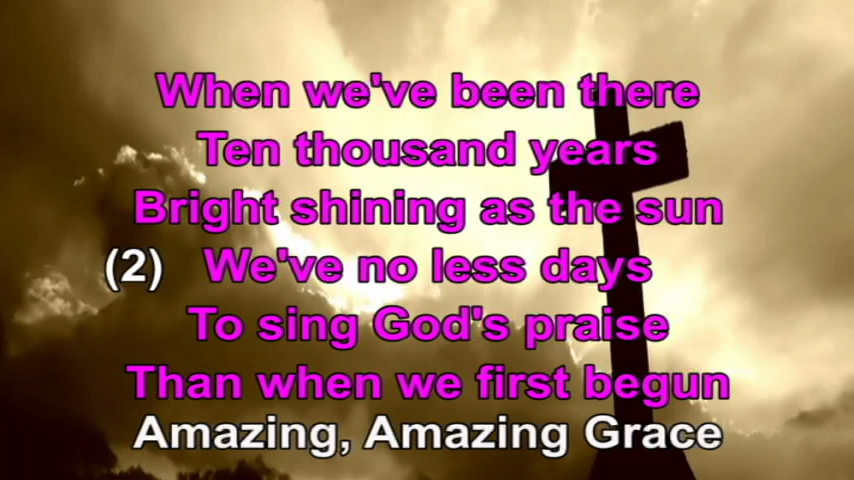 When we've been there
Ten thousand years
Bright shining as the sun
(2) We've no less days
To sing God's praise
Than when we first begun
Amazing, Amazing Grace